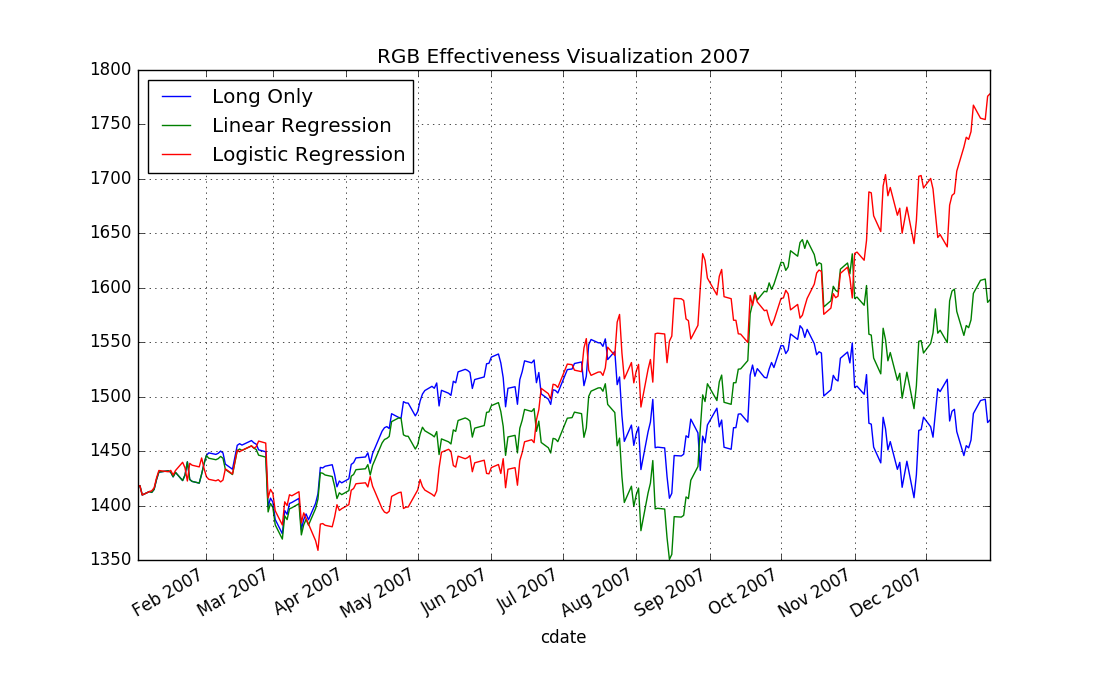 RGB Effectiveness Visualization 2007
Long Only
Linear Regression
Logistic Regression
1800
1750
1700
1650
1600
1550
1500
1450
1400
1350
Feb 2007
Mar 2007
Apr 2007
May 2007
Jun 2007
Jul 2007
Aug 2007
Sep 2007
Oct 2007
Nov 2007
Dec 2007
cdate